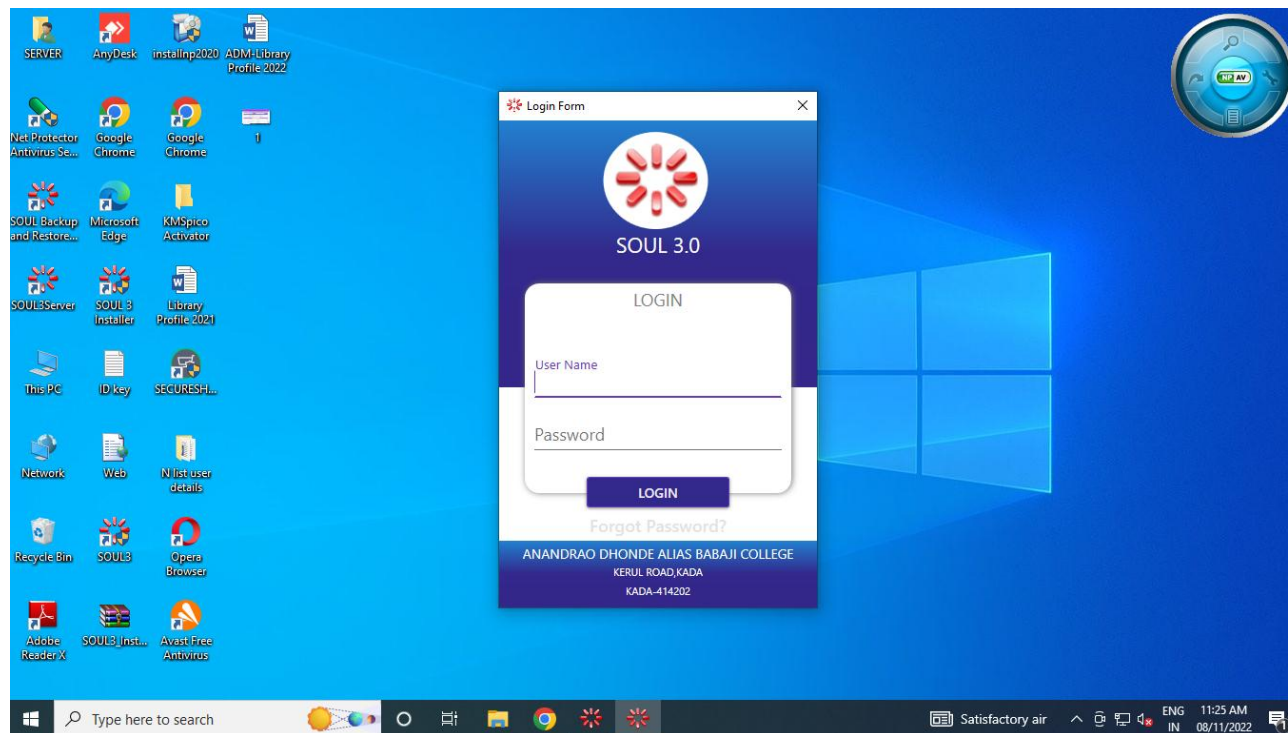 SERVER
AnyDesk
installnp2020
ADM-Library
Profile 2022
Net Protector
Antivirus Se...
Google
Chrome
Google
Chrome
1
SOUL Backup
and Restore...
Microsoft
Edge
KMSpico
Activator
SOUL3Server
SOUL 3
installer
Library
Profile 2021
This PC
ID key
SECURESH...
Network
Web
N list user
details
Recycle Bin
SOUL3
Opera
Browser
Adobe
Reader X
SOUL3_Inst...
Avast Free
Antivirus
NP AV
Login Form
SOUL 3.0
LOGIN
User Name
Password
LOGIN
Forgot Password?
ANANDRAO DHONDE ALIAS BABAJI COLLEGE
KERUL ROAD,KADA
KADA-414202
Type here to search
Satisfactory air
ENG
IN
11:25 AM
08/11/2022
1